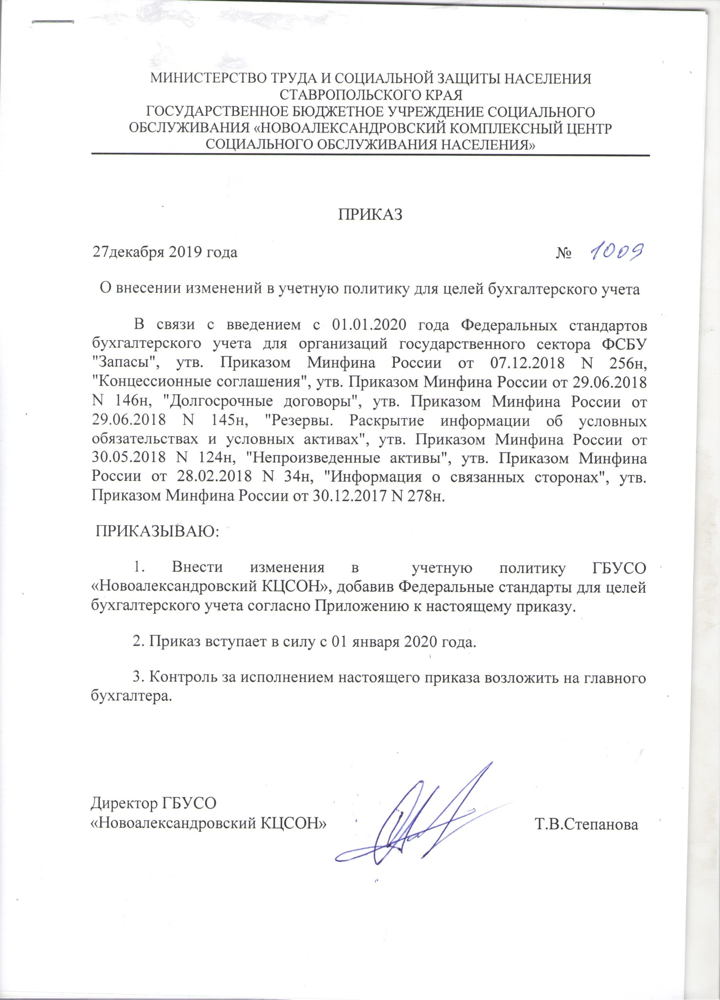 МИНИСТЕРСТВО ТРУДА И СОЦИАЛЬНОЙ ЗАЩИТЫ НАСЕЛЕНИЯ
СТАВРОПОЛЬСКОГО КРАЯ
ГОСУДАРСТВЕННОЕ БЮДЖЕТНОЕ УЧРЕЖДЕНИЕ СОЦИАЛЬНОГО
ОБСЛУЖИВАНИЯ «НОВОАЛЕКСАНДРОВСКИЙ КОМПЛЕКСНЫЙ ЦЕНТР
СОЦИАЛЬНОГО ОБСЛУЖИВАНИЯ НАСЕЛЕНИЯ»
ПРИКАЗ
27декабря 2019 года № 1009
О внесении изменений в учетную политику для целей бухгалтерского учета
В связи с введением с 01.01.2020 года Федеральных стандартов
бухгалтерского учета для организаций государственного сектора ФСБУ
"Запасы", утв. Приказом Минфина России от 07.12.2018 N 256н,
"Концессионные соглашения", утв. Приказом Минфина России от 29.06.2018
N 146н, "Долгосрочные договоры", утв. Приказом Минфина России от
29.06.2018 N 145н, "Резервы. Раскрытие информации об условных
обязательствах и условных активах", утв. Приказом Минфина России от
30.05.2018 N 124н, "Непроизведенные активы", утв. Приказом Минфина
России от 28.02.2018 N 34н, "Информация о связанных сторонах", утв.
Приказом Минфина России от 30.12.2017 N 278н.
ПРИКАЗЫВАЮ:
1. Внести изменения в учетную политику ГБУСО
«Новоалександровский КЦСОН», добавив Федеральные стандарты для целей
бухгалтерского учета согласно Приложению к настоящему приказу.
2. Приказ вступает в силу с 01 января 2020 года.
3. Контроль за исполнением настоящего приказа возложить на главного
бухгалтера.
Директор ГБУСО
«Новоалександровский КЦСОН» Т.В.Степанова